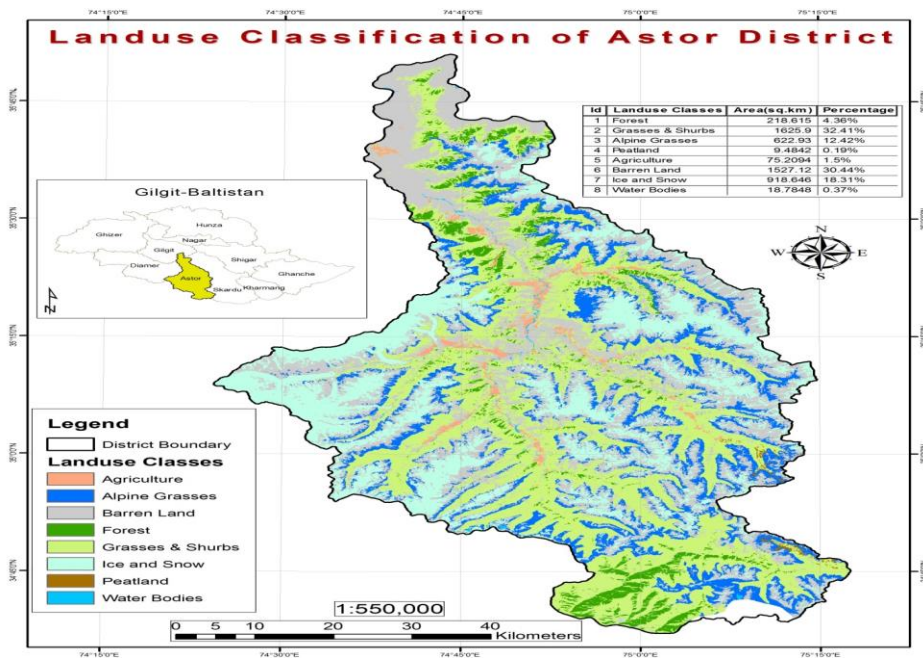 74°15'0"E 74°30'0"E 74°45'0"E 75°0'0"E 75°15'0"E
Landuse Classification of Astor District
Id Landuse Classes Area(sq.km) Percentage
1 Forest 218.615 4.36%
2 Grasses & Shurbs 1625.9 32.41%
3 Alpine Grasses 622.93 12.42%
4 Peatland 9.4842 0.19%
5 Agriculture 75.2094 1.5%
6 Barren Land 1527.12 30.44%
7 Ice and Snow 918.646 18.31%
8 Water Bodies 18.7848 0.37%
Gilgit-Baltistan
Hunza
Ghizer
Nagar
Gilgit
Shigar
Diamer
Ghanche
Astor
Skardu
Kharmang
N
W E
S
Legend
District Boundary
Landuse Classes
Agriculture
Alpine Grasses
Barren Land
Forest
Grasses & Shurbs
Ice and Snow
Peatland
Water Bodies
1:550,000
0 5 10 20 30 40
Kilometers
74°15'0"E 74°30'0"E 74°45'0"E 75°0'0"E 75°15'0"E